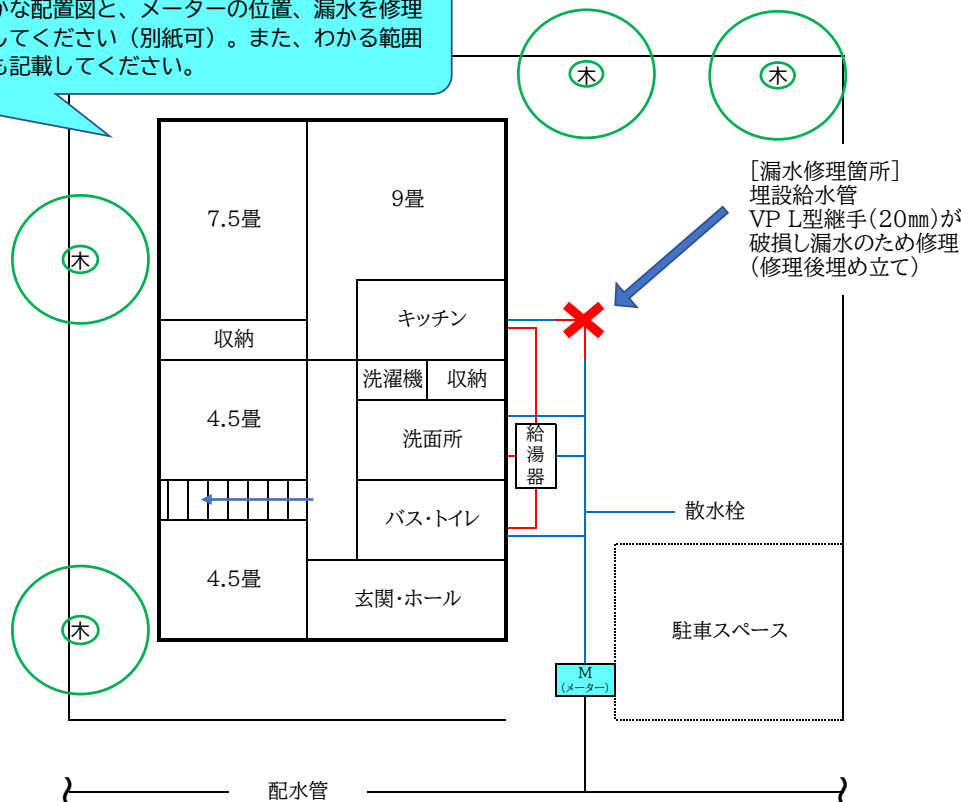 かな配置図と、メーターの位置、漏水を修理
してください（別紙可）。また、わかる範囲
も記載してください。
木
木
[漏水修理箇所]
埋設給水管
VP L型継手(20㎜)が
破損し漏水のため修理
(修理後埋め立て)
7.5畳
9畳
木
キッチン
収納
洗濯機
収納
4.5畳
洗面所
給湯器
散水栓
バス・トイレ
4.5畳
玄関・ホール
木
駐車スペース
M
(メーター)
配水管